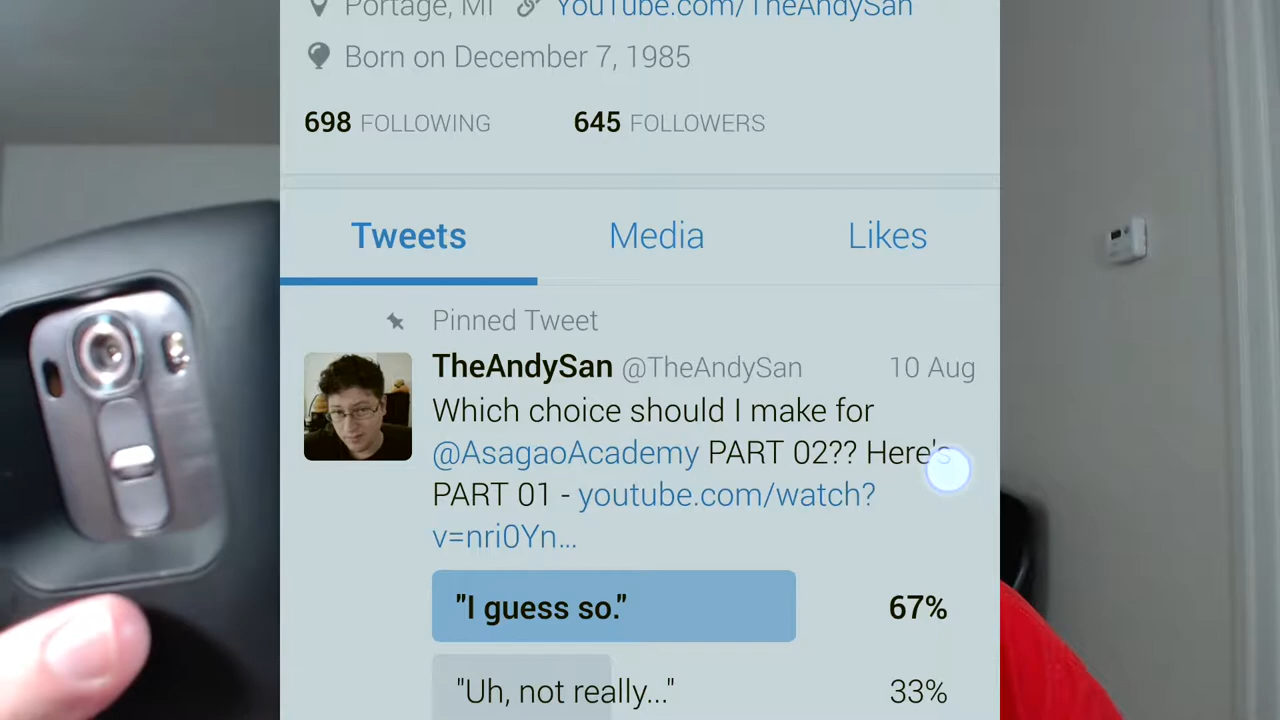 Portage, MI YouTube.com/TheAndySan
Born on December 7, 1985
698 FOLLOWING 645 FOLLOWERS
Tweets Media Likes
Pinned Tweet
TheAndySan @TheAndySan 10 Aug
Which choice should I make for
@AsagaoAcademy PART 02?? Here's
PART 01 - youtube.com/watch?
v=nri0Yn...
"I guess so." 67%
"Uh, not really..." 33%